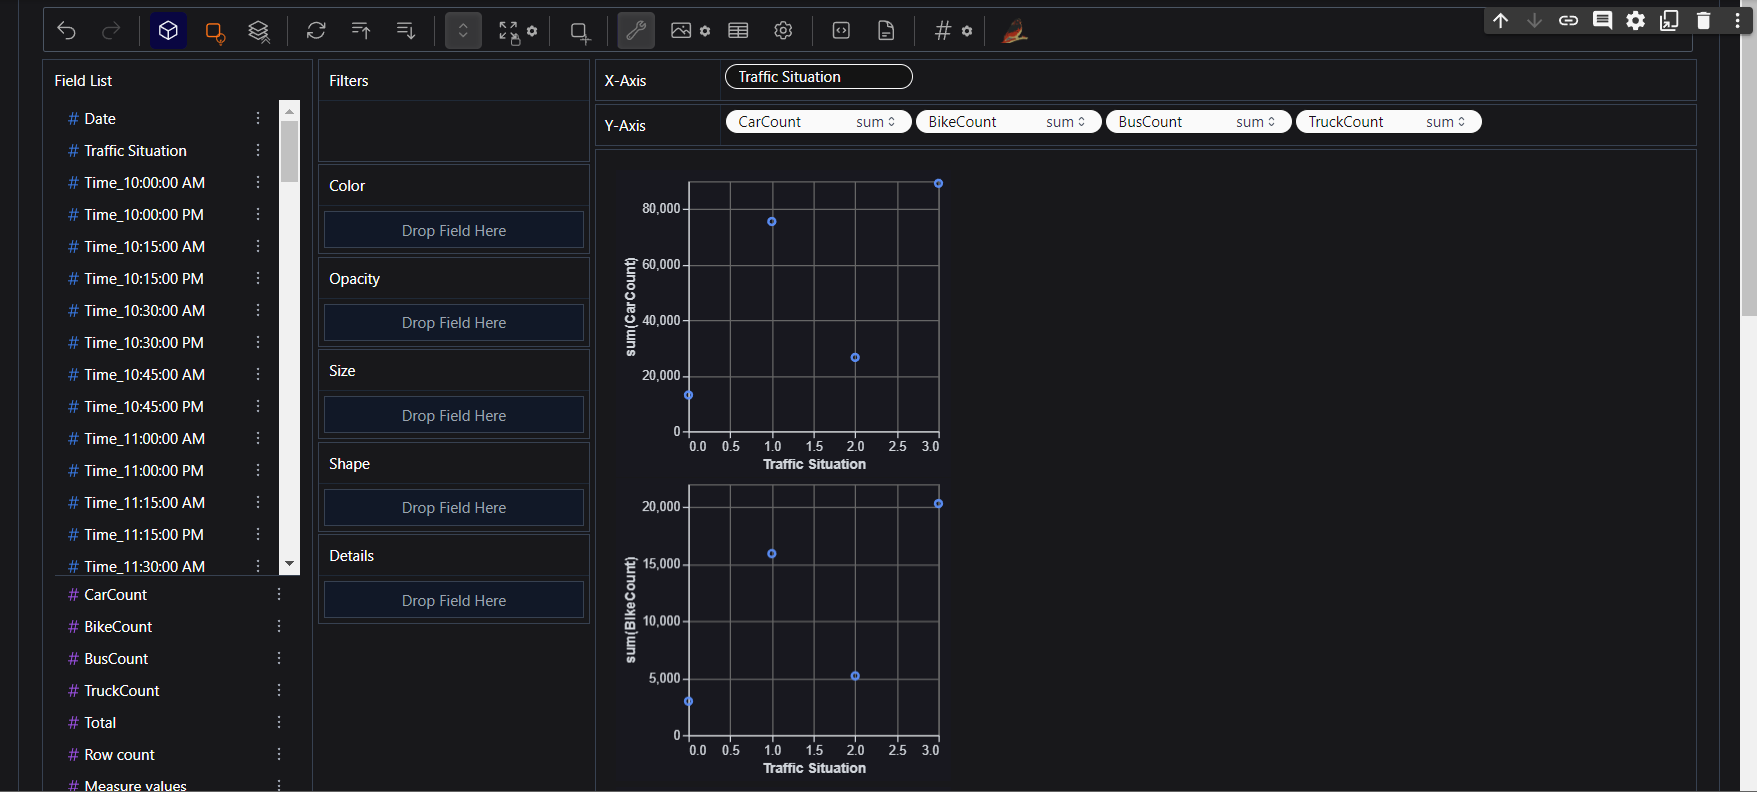 Field List
# Date
# Traffic Situation
# Time_10:00:00 AM
# Time_10:00:00 PM
# Time_10:15:00 AM
# Time_10:15:00 PM
# Time_10:30:00 AM
# Time_10:30:00 PM
# Time_10:45:00 AM
# Time_10:45:00 PM
# Time_11:00:00 AM
# Time_11:00:00 PM
# Time_11:15:00 AM
# Time_11:15:00 PM
# Time_11:30:00 AM
# CarCount
# BikeCount
# BusCount
# TruckCount
# Total
# Row count
# Measure values
Filters
Color
Drop Field Here
Opacity
Drop Field Here
Size
Drop Field Here
Shape
Drop Field Here
Details
Drop Field Here
X-Axis
Traffic Situation
Y-Axis
CarCount sum
BikeCount sum
BusCount sum
TruckCount sum
sum(CarCount)
80,000
60,000
40,000
20,000
0
0.0 0.5 1.0 1.5 2.0 2.5 3.0
Traffic Situation
sum(BikeCount)
20,000
15,000
10,000
5,000
0
0.0 0.5 1.0 1.5 2.0 2.5 3.0
Traffic Situation